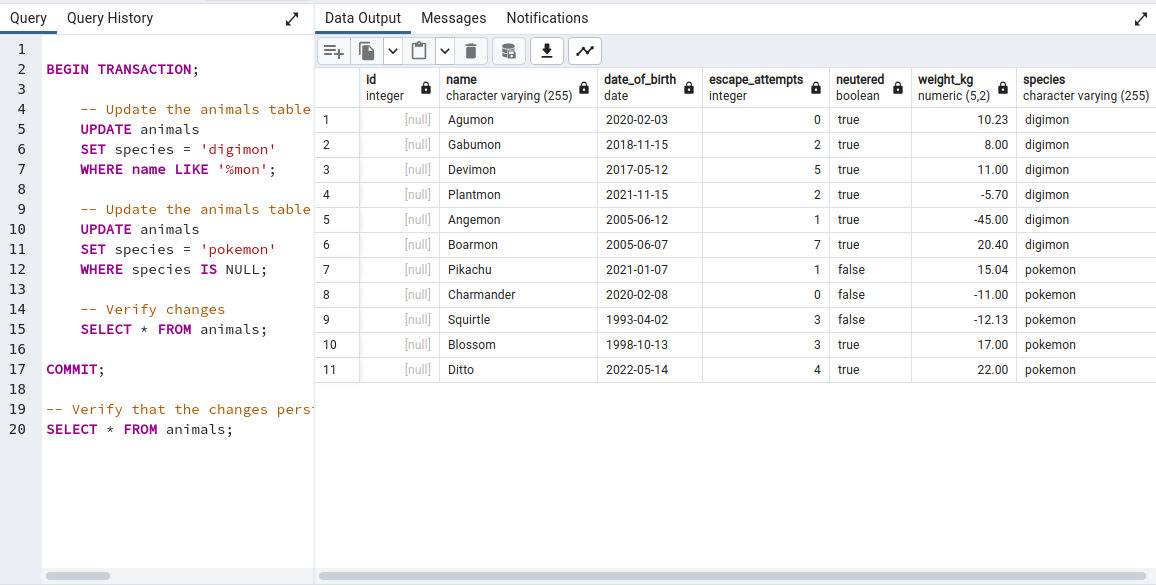 Query Query History
1
2 BEGIN TRANSACTION;
3
4 -- Update the animals table
5 UPDATE animals
6 SET species = 'digimon'
7 WHERE name LIKE '%mon';
8
9 -- Update the animals table
10 UPDATE animals
11 SET species = 'pokemon'
12 WHERE species IS NULL;
13
14 -- Verify changes
15 SELECT * FROM animals;
16
17 COMMIT;
18
19 -- Verify that the changes pers
20 SELECT * FROM animals;
Data Output Messages Notifications
id name date_of_birth escape_attempts neutered weight_kg species
integer character varying (255) date integer boolean numeric (5,2) character varying (255)
1 [null] Agumon 2020-02-03 0 true 10.23 digimon
2 [null] Gabumon 2018-11-15 2 true 8.00 digimon
3 [null] Devimon 2017-05-12 5 true 11.00 digimon
4 [null] Plantmon 2021-11-15 2 true -5.70 digimon
5 [null] Angemon 2005-06-12 1 true -45.00 digimon
6 [null] Boarmon 2005-06-07 7 true 20.40 digimon
7 [null] Pikachu 2021-01-07 1 false 15.04 pokemon
8 [null] Charmander 2020-02-08 0 false -11.00 pokemon
9 [null] Squirtle 1993-04-02 3 false -12.13 pokemon
10 [null] Blossom 1998-10-13 3 true 17.00 pokemon
11 [null] Ditto 2022-05-14 4 true 22.00 pokemon